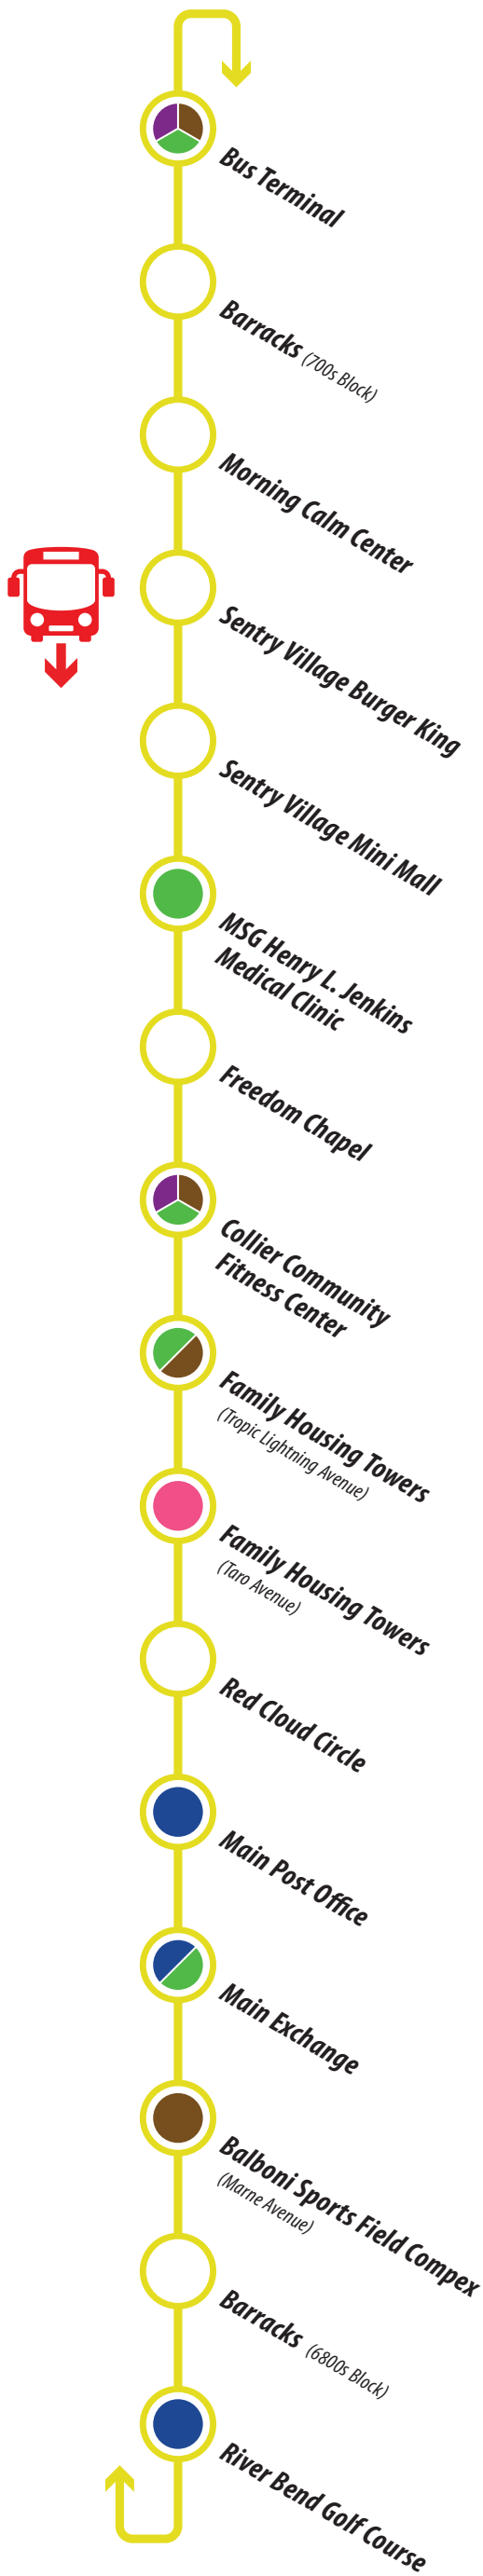 Bus Terminal
Barracks (700s Block)
Morning Calm Center
Sentry Village Burger King
Sentry Village Mini Mall
MSG Henry L. Jenkins
Medical Clinic
Freedom Chapel
Collier Community
Fitness Center
Family Housing Towers
(Tropic Lightning Avenue)
Family Housing Towers
(Taro Avenue)
Red Cloud Circle
Main Post Office
Main Exchange
Balboni Sports Field Compex
(Marne Avenue)
Barracks (6800s Block)
River Bend Golf Course